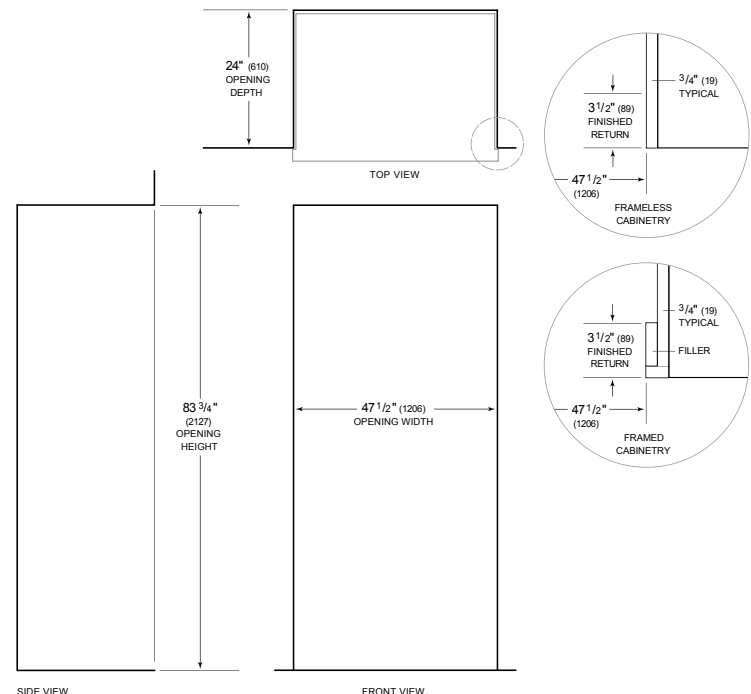 24" (610)
OPENING
DEPTH
TOP VIEW
3/4" (19)
TYPICAL
3 1/2" (89)
FINISHED
RETURN
47 1/2"
(1206)
FRAMELESS
CABINETRY
3/4" (19)
TYPICAL
3 1/2" (89)
FINISHED
RETURN
FILLER
47 1/2"
(1206)
FRAMED
CABINETRY
83 3/4"
(2127)
OPENING
HEIGHT
47 1/2" (1206)
OPENING WIDTH
SIDE VIEW
FRONT VIEW